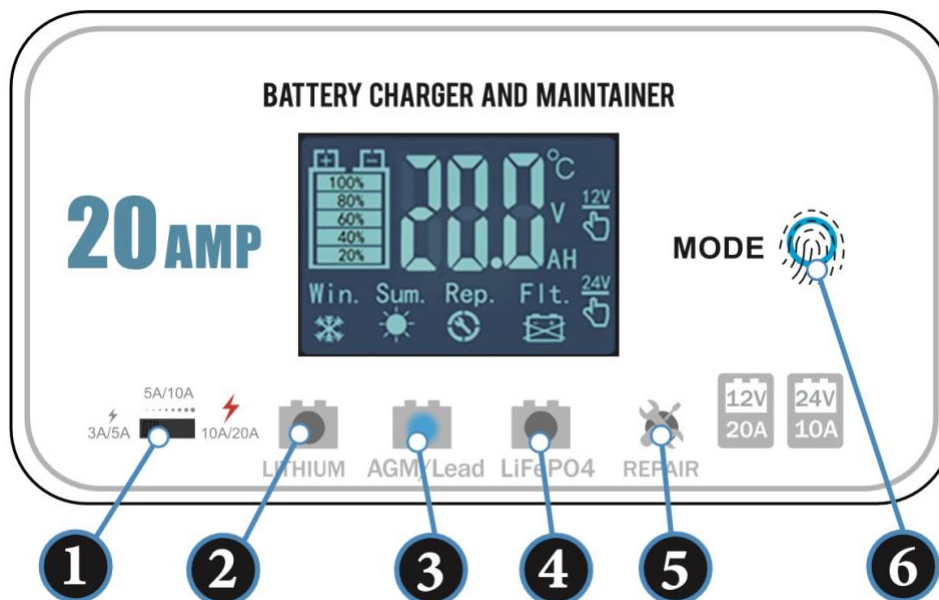 BATTERY CHARGER AND MAINTAINER
20 AMP
+ −
100%
80%
60%
40%
20%
20.0
°C
V
AH
12V
24V
Win. Sum. Rep. Flt.
MODE
5A/10A
3A/5A
10A/20A
LITHIUM
AGM/Lead
LiFePO4
REPAIR
12V
20A
24V
10A
1 2 3 4 5 6